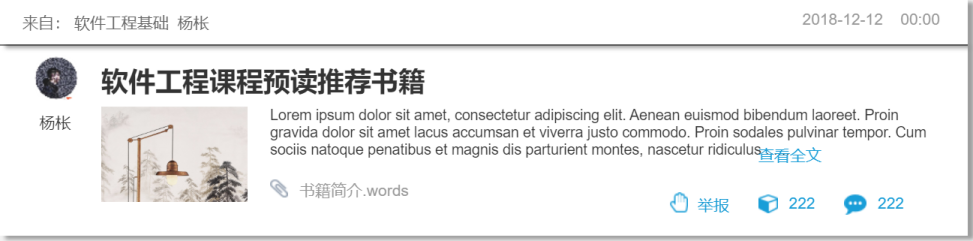 来自： 软件工程基础 杨枨
2018-12-12 00:00
软件工程课程预读推荐书籍
杨枨
Lorem ipsum dolor sit amet, consectetur adipiscing elit. Aenean euismod bibendum laoreet. Proin
gravida dolor sit amet lacus accumsan et viverra justo commodo. Proin sodales pulvinar tempor. Cum
sociis natoque penatibus et magnis dis parturient montes, nascetur ridiculus 查看全文
书籍简介.words
举报 222 222